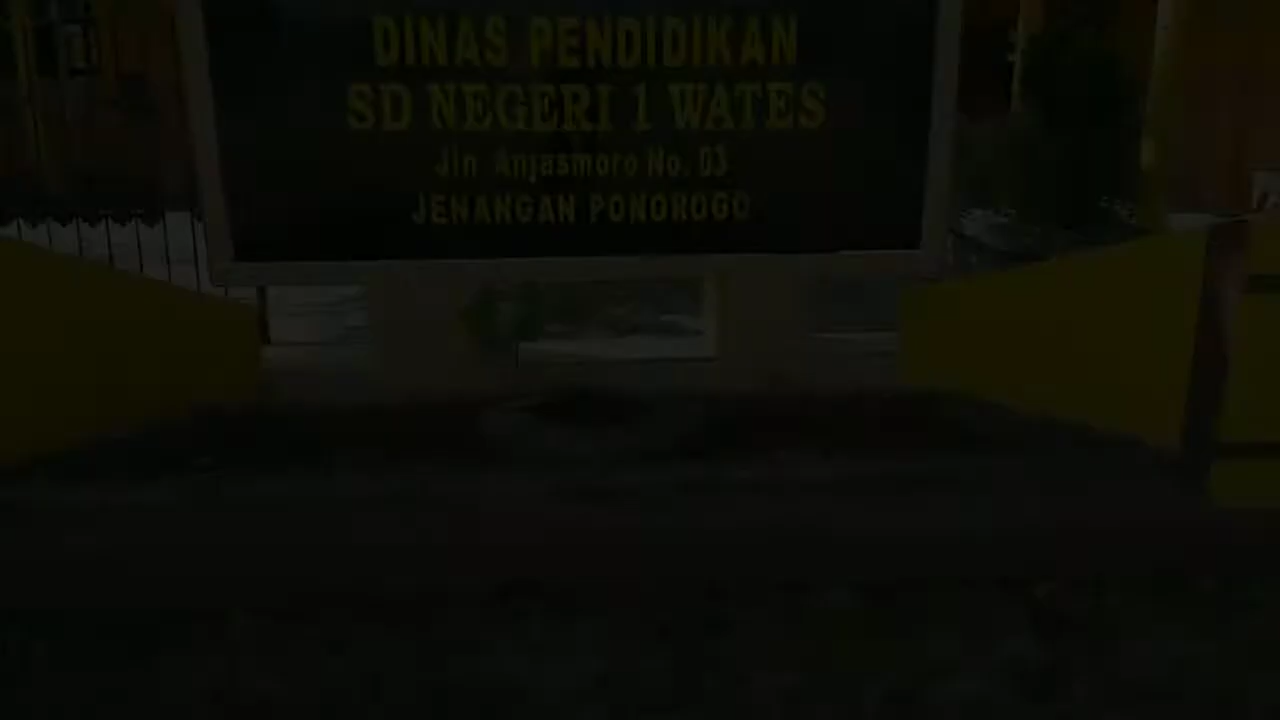 DINAS PENDIDIKAN
SD NEGERI 1 WATES
Jln Anjasmoro No. 03
JENANGAN PONOROGO